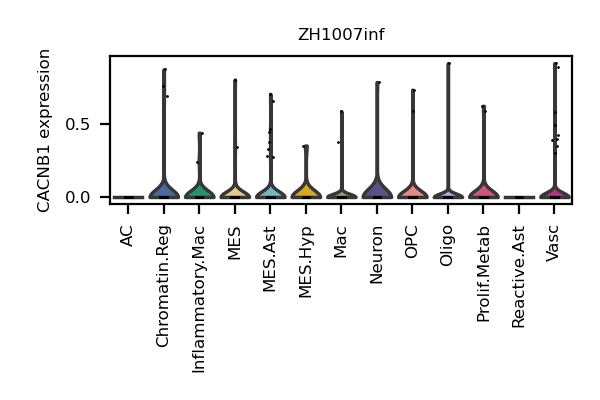 ZH1007inf
CACNB1 expression
0.5
0.0
AC
Chromatin.Reg
Inflammatory.Mac
MES
MES.Ast
MES.Hyp
Mac
Neuron
OPC
Oligo
Prolif.Metab
Reactive.Ast
Vasc